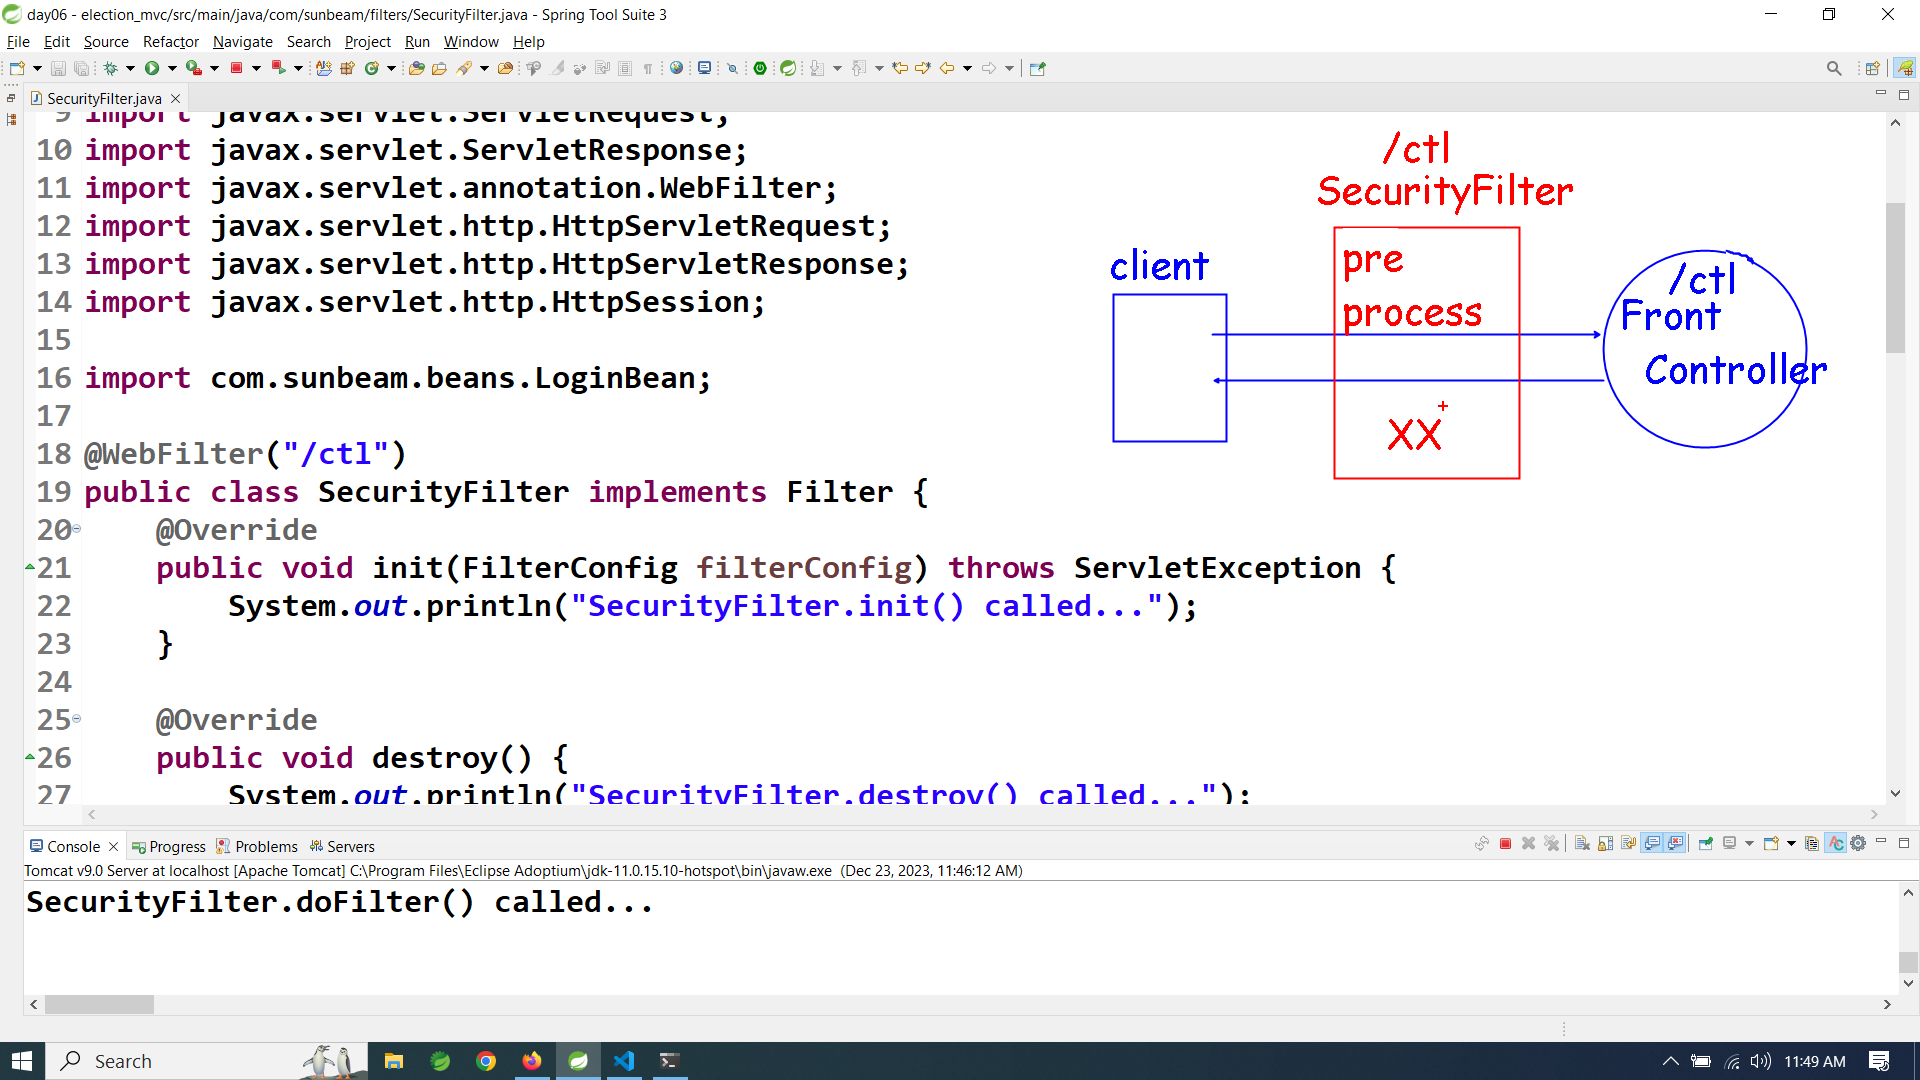 day06 - election_mvc/src/main/java/com/sunbeam/filters/SecurityFilter.java - Spring Tool Suite 3
File Edit Source Refactor Navigate Search Project Run Window Help
SecurityFilter.java
9 import javax.servlet.ServletRequest;
10 import javax.servlet.ServletResponse;
11 import javax.servlet.annotation.WebFilter;
12 import javax.servlet.http.HttpServletRequest;
13 import javax.servlet.http.HttpServletResponse;
14 import javax.servlet.http.HttpSession;
15
16 import com.sunbeam.beans.LoginBean;
17
18 @WebFilter("/ctl")
19 public class SecurityFilter implements Filter {
20 @Override
21 public void init(FilterConfig filterConfig) throws ServletException {
22 System.out.println("SecurityFilter.init() called...");
23 }
24
25 @Override
26 public void destroy() {
27 System.out.println("SecurityFilter.destroy() called...");
/ctl
SecurityFilter
client
pre
process
XX
/ctl
Front
Controller
Console Progress Problems Servers
Tomcat v9.0 Server at localhost [Apache Tomcat] C:\Program Files\Eclipse Adoptium\jdk-11.0.15.10-hotspot\bin\javaw.exe (Dec 23, 2023, 11:46:12 AM)
SecurityFilter.doFilter() called...
Search
11:49 AM